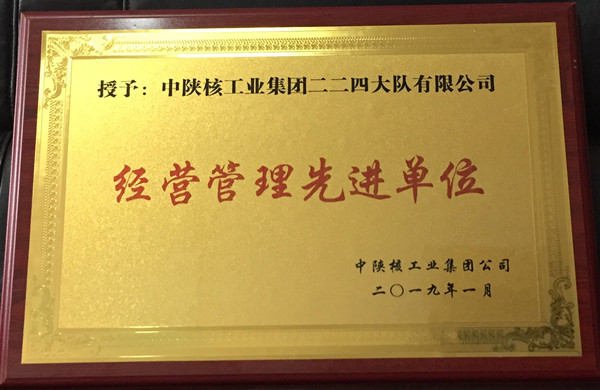 授予：中陕核工业集团二二四大队有限公司
经营管理先进单位
中陕核工业集团公司
二〇一九年一月